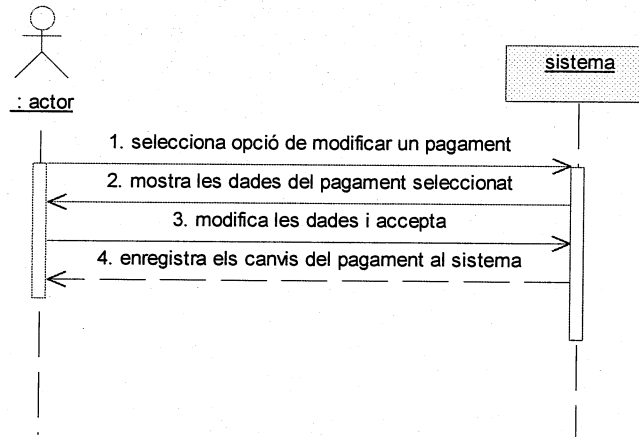 sistema
: actor
1. selecciona opció de modificar un pagament
2. mostra les dades del pagament seleccionat
3. modifica les dades i accepta
4. enregistra els canvis del pagament al sistema